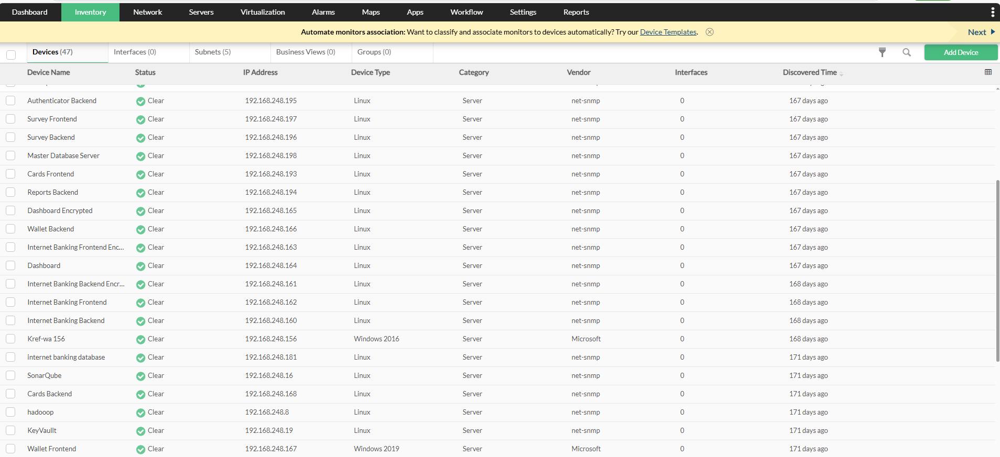 Dashboard Inventory Network Servers Virtualization Alarms Maps Apps Workflow Settings Reports
Automate monitors association: Want to classify and associate monitors to devices automatically? Try our Device Templates. Next
Devices (47) Interfaces (0) Subnets (5) Business Views (0) Groups (0) Add Device
Device Name Status IP Address Device Type Category Vendor Interfaces Discovered Time
Authenticator Backend Clear 192.168.248.195 Linux Server net-snmp 0 167 days ago
Survey Frontend Clear 192.168.248.197 Linux Server net-snmp 0 167 days ago
Survey Backend Clear 192.168.248.196 Linux Server net-snmp 0 167 days ago
Master Database Server Clear 192.168.248.198 Linux Server net-snmp 0 167 days ago
Cards Frontend Clear 192.168.248.193 Linux Server net-snmp 0 167 days ago
Reports Backend Clear 192.168.248.194 Linux Server net-snmp 0 167 days ago
Dashboard Encrypted Clear 192.168.248.165 Linux Server net-snmp 0 167 days ago
Wallet Backend Clear 192.168.248.166 Linux Server net-snmp 0 167 days ago
Internet Banking Frontend Enc... Clear 192.168.248.163 Linux Server net-snmp 0 167 days ago
Dashboard Clear 192.168.248.164 Linux Server net-snmp 0 167 days ago
Internet Banking Backend Encr... Clear 192.168.248.161 Linux Server net-snmp 0 168 days ago
Internet Banking Frontend Clear 192.168.248.162 Linux Server net-snmp 0 168 days ago
Internet Banking Backend Clear 192.168.248.160 Linux Server net-snmp 0 168 days ago
Kref-wa 156 Clear 192.168.248.156 Windows 2016 Server Microsoft 0 168 days ago
internet banking database Clear 192.168.248.181 Linux Server net-snmp 0 171 days ago
SonarQube Clear 192.168.248.16 Linux Server net-snmp 0 171 days ago
Cards Backend Clear 192.168.248.168 Linux Server net-snmp 0 171 days ago
hadooop Clear 192.168.248.8 Linux Server net-snmp 0 171 days ago
KeyVaullt Clear 192.168.248.19 Linux Server net-snmp 0 171 days ago
Wallet Frontend Clear 192.168.248.167 Windows 2019 Server Microsoft 0 171 days ago